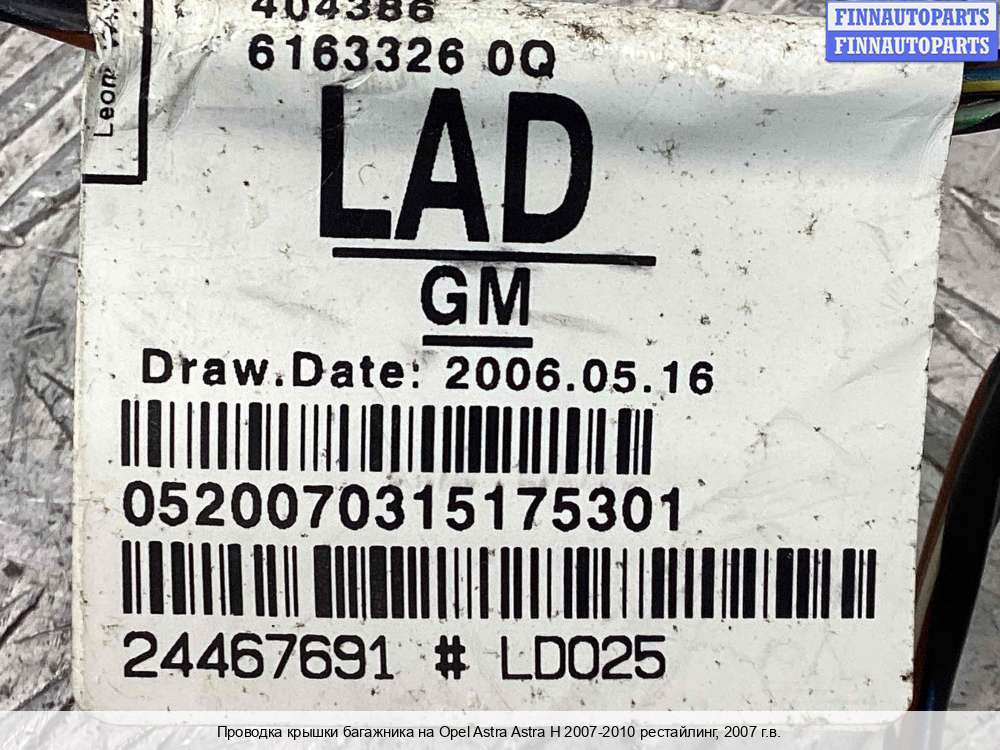 FINNAUTOPARTS
FINNAUTOPARTS
404386
6163326 0Q
Leon
LAD
GM
Draw.Date: 2006.05.16
0520070315175301
24467691 # LD025
Проводка крышки багажника на Opel Astra Astra H 2007-2010 рестайлинг, 2007 г.в.